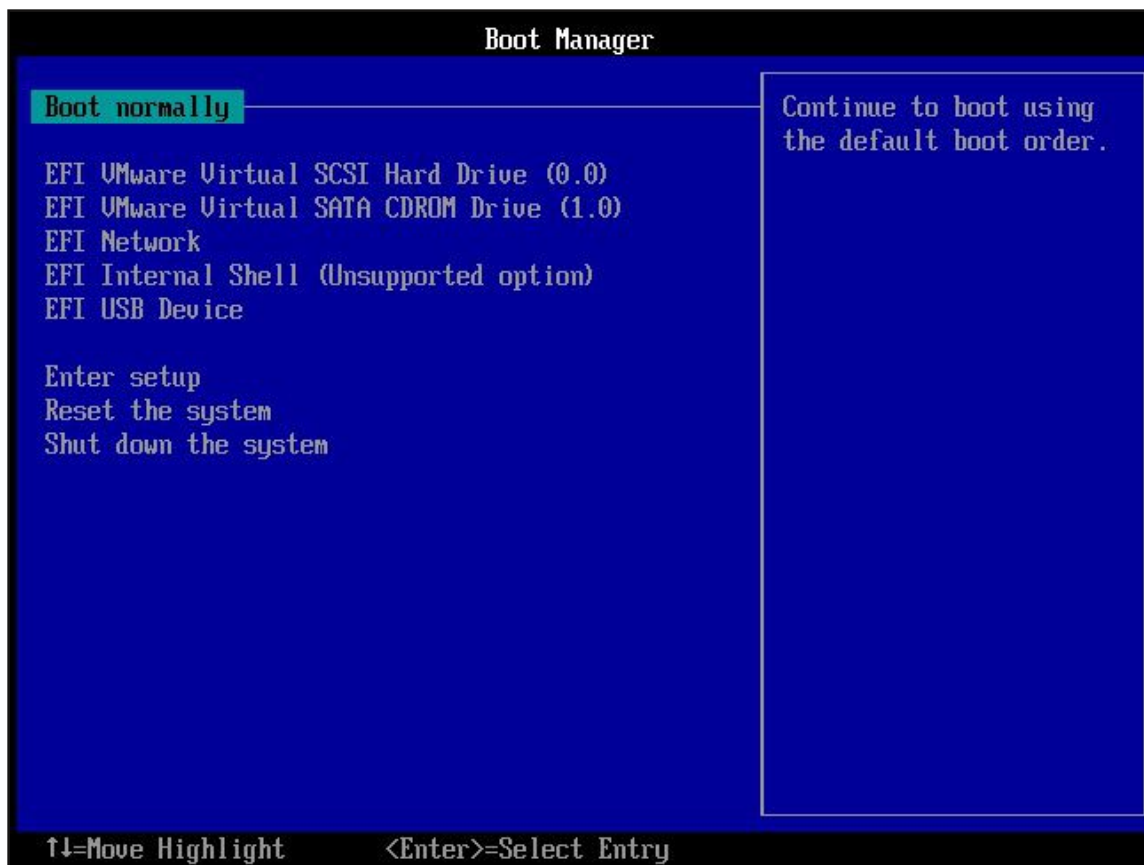 Boot Manager
Boot normally
EFI VMware Virtual SCSI Hard Drive (0.0)
EFI VMware Virtual SATA CDROM Drive (1.0)
EFI Network
EFI Internal Shell (Unsupported option)
EFI USB Device
Enter setup
Reset the system
Shut down the system
Continue to boot using
the default boot order.
↑↓=Move Highlight <Enter>=Select Entry